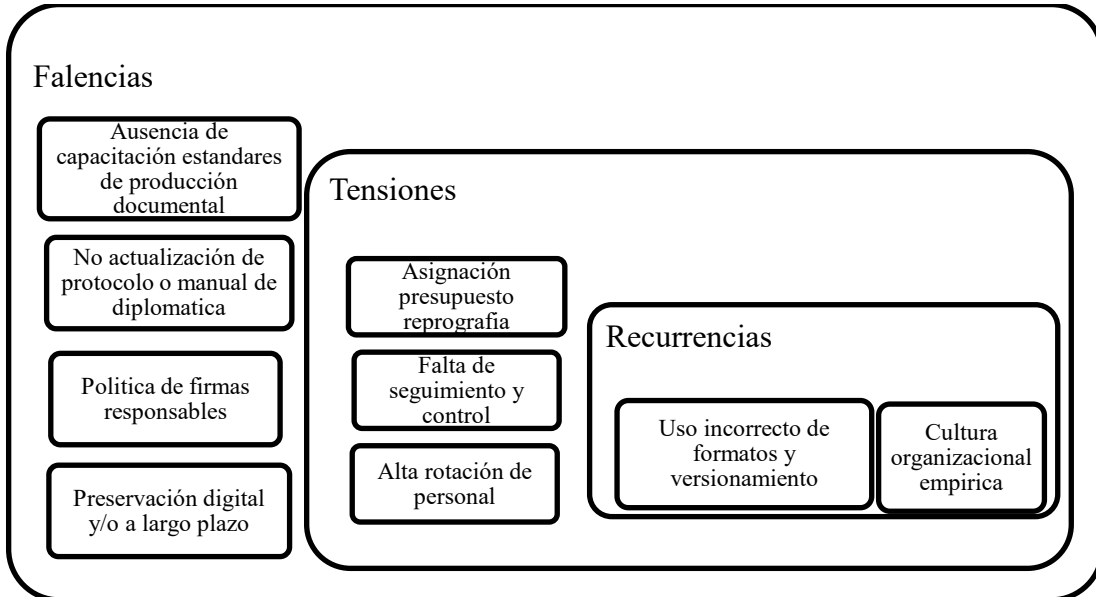 Falencias
Ausencia de
capacitación estandares
de producción
documental
No actualización de
protocolo o manual de
diplomatica
Politica de firmas
responsables
Preservación digital
y/o a largo plazo
Tensiones
Asignación
presupuesto
reprografia
Falta de
seguimiento y
control
Alta rotación de
personal
Recurrencias
Uso incorrecto de
formatos y
versionamiento
Cultura
organizacional
empirica